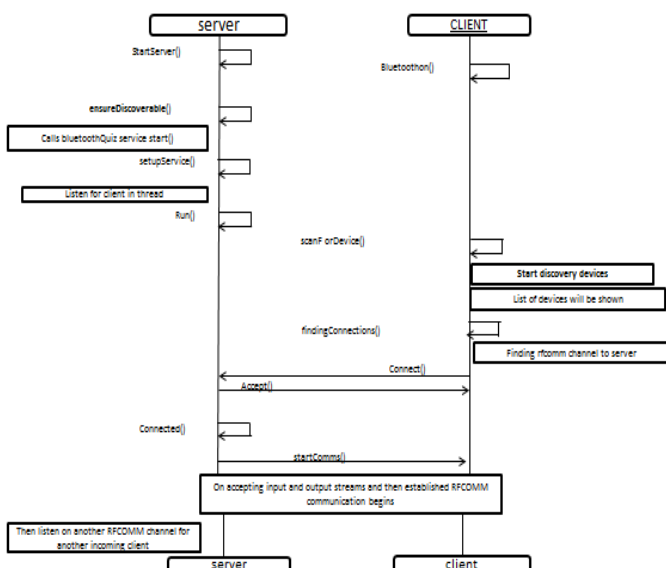 server
CLIENT
StartServer()
Bluetoothon()
ensureDiscoverable()
Calls bluetoothQuiz service start()
setupService()
Listen for client in thread
Run()
scanF orDevice()
Start discovery devices
List of devices will be shown
findingConnections()
Finding rfcomm channel to server
Connect()
Accept()
Connected()
startComms()
On accepting input and output streams and then established RFCOMM
communication begins
Then listen on another RFCOMM channel for
another incoming client
server
client